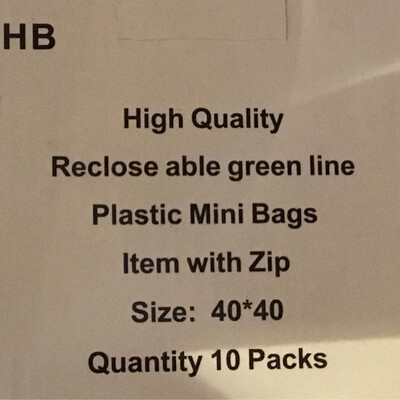 HB
High Quality
Reclose able green line
Plastic Mini Bags
Item with Zip
Size: 40*40
Quantity 10 Packs